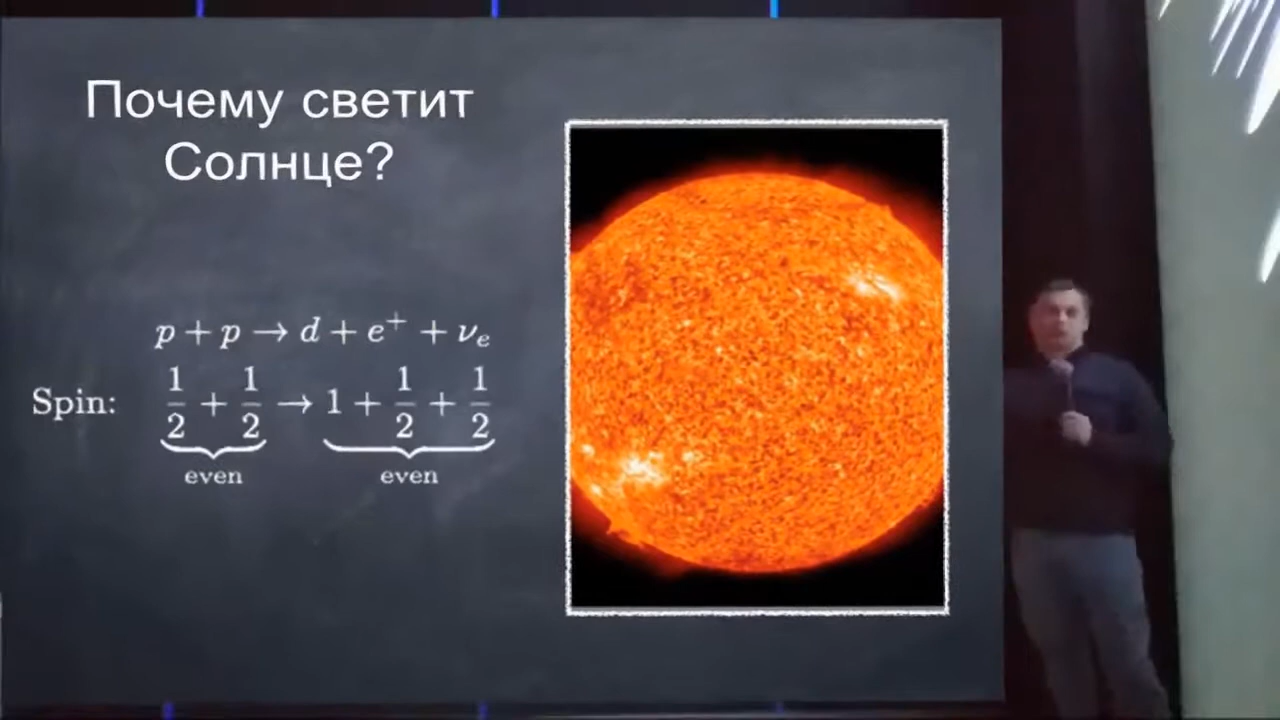 Почему светит
Солнце?
p + p → d + e⁺ + νₑ
Spin: 1/2 + 1/2 → 1 + 1/2 + 1/2
even even